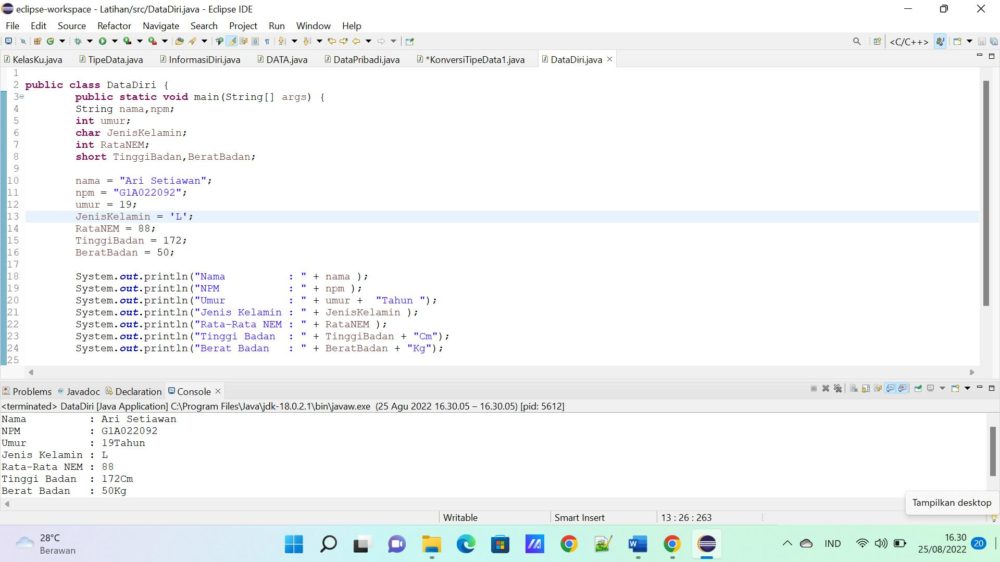 eclipse-workspace - Latihan/src/DataDiri.java - Eclipse IDE
File Edit Source Refactor Navigate Search Project Run Window Help
<C/C++>
KelasKu.java TipeData.java InformasiDiri.java DATA.java DataPribadi.java *KonversiTipeData1.java DataDiri.java
1
2 public class DataDiri {
3 public static void main(String[] args) {
4 String nama,npm;
5 int umur;
6 char JenisKelamin;
7 int RataNEM;
8 short TinggiBadan,BeratBadan;
9
10 nama = "Ari Setiawan";
11 npm = "G1A022092";
12 umur = 19;
13 JenisKelamin = 'L';
14 RataNEM = 88;
15 TinggiBadan = 172;
16 BeratBadan = 50;
17
18 System.out.println("Nama : " + nama );
19 System.out.println("NPM : " + npm );
20 System.out.println("Umur : " + umur + "Tahun ");
21 System.out.println("Jenis Kelamin : " + JenisKelamin );
22 System.out.println("Rata-Rata NEM : " + RataNEM );
23 System.out.println("Tinggi Badan : " + TinggiBadan + "Cm");
24 System.out.println("Berat Badan : " + BeratBadan + "Kg");
25
Problems @ Javadoc Declaration Console
<terminated> DataDiri [Java Application] C:\Program Files\Java\jdk-18.0.2.1\bin\javaw.exe (25 Agu 2022 16.30.05 – 16.30.05) [pid: 5612]
Nama : Ari Setiawan
NPM : G1A022092
Umur : 19Tahun
Jenis Kelamin : L
Rata-Rata NEM : 88
Tinggi Badan : 172Cm
Berat Badan : 50Kg
Tampilkan desktop
Writable Smart Insert 13 : 26 : 263
28°C
Berawan
IND
16.30
25/08/2022
20